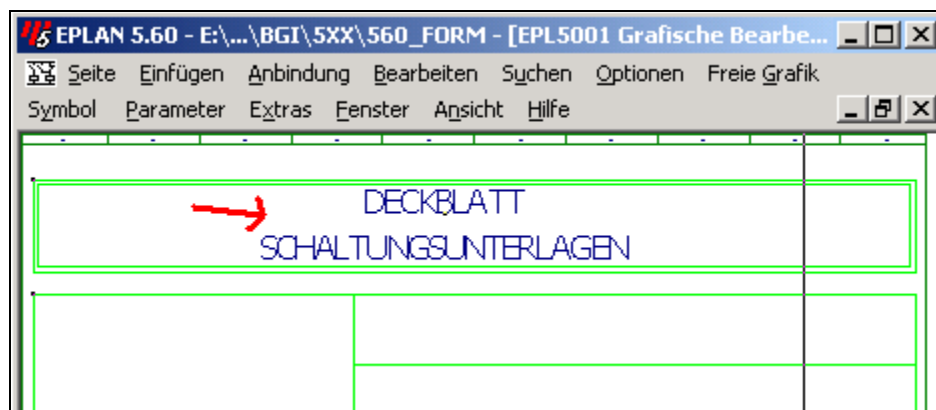 EPLAN 5.60 - E:\...\BGI\5XX\560_FORM - [EPL5001 Grafische Bearbe...
Seite Einfügen Anbindung Bearbeiten Suchen Optionen Freie Grafik
Symbol Parameter Extras Fenster Ansicht Hilfe
DECKBLATT
SCHALTUNGSUNTERLAGEN